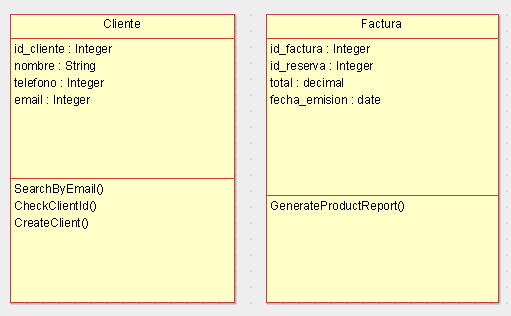 Cliente
id_cliente : Integer
nombre : String
telefono : Integer
email : Integer
SearchByEmail()
CheckClientId()
CreateClient()
Factura
id_factura : Integer
id_reserva : Integer
total : decimal
fecha_emision : date
GenerateProductReport()